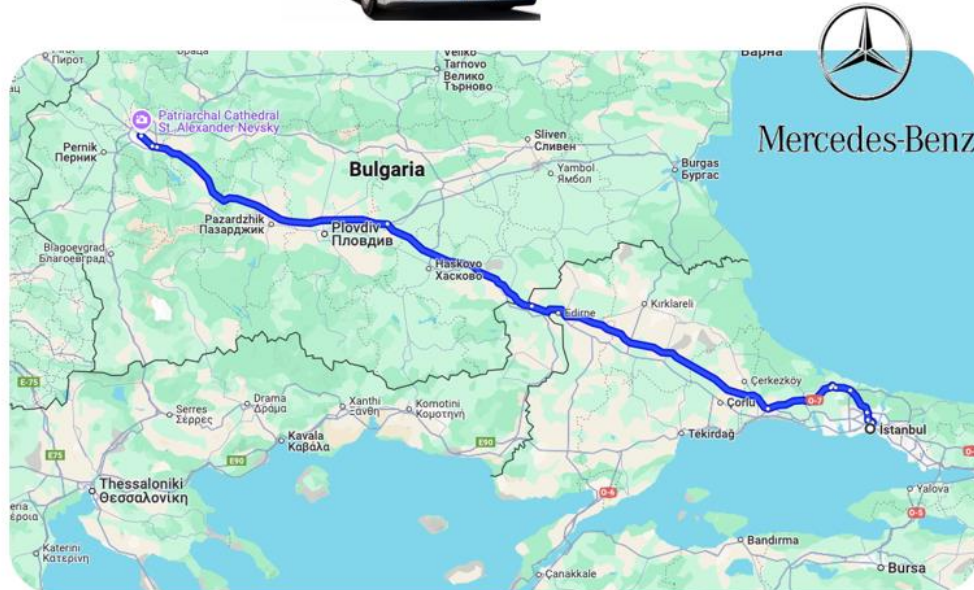 Пирот
Veliko
Tarnovo
Велико
Търново
Варна
Mercedes-Benz
Patriarchal Cathedral
St. Alexander Nevsky
Pernik
Перник
Sliven
Сливен
Bulgaria
Yambol
Ямбол
Burgas
Бургас
Pazardzhik
Пазарджик
Plovdiv
Пловдив
Blagoevgrad
Благоевград
Haskovo
Хасково
Edirne
Kırklareli
E-75
Çerkezköy
Çorlu
O-7
İstanbul
Serres
Σέρρες
Drama
Δράμα
Xanthi
Ξάνθη
Komotini
Κομοτηνή
Tekirdağ
E75
E90
Kavala
Καβάλα
E90
Thessaloniki
Θεσσαλονίκη
O-6
Yalova
O-5
Katerini
Κατερίνη
Bandırma
Çanakkale
Bursa